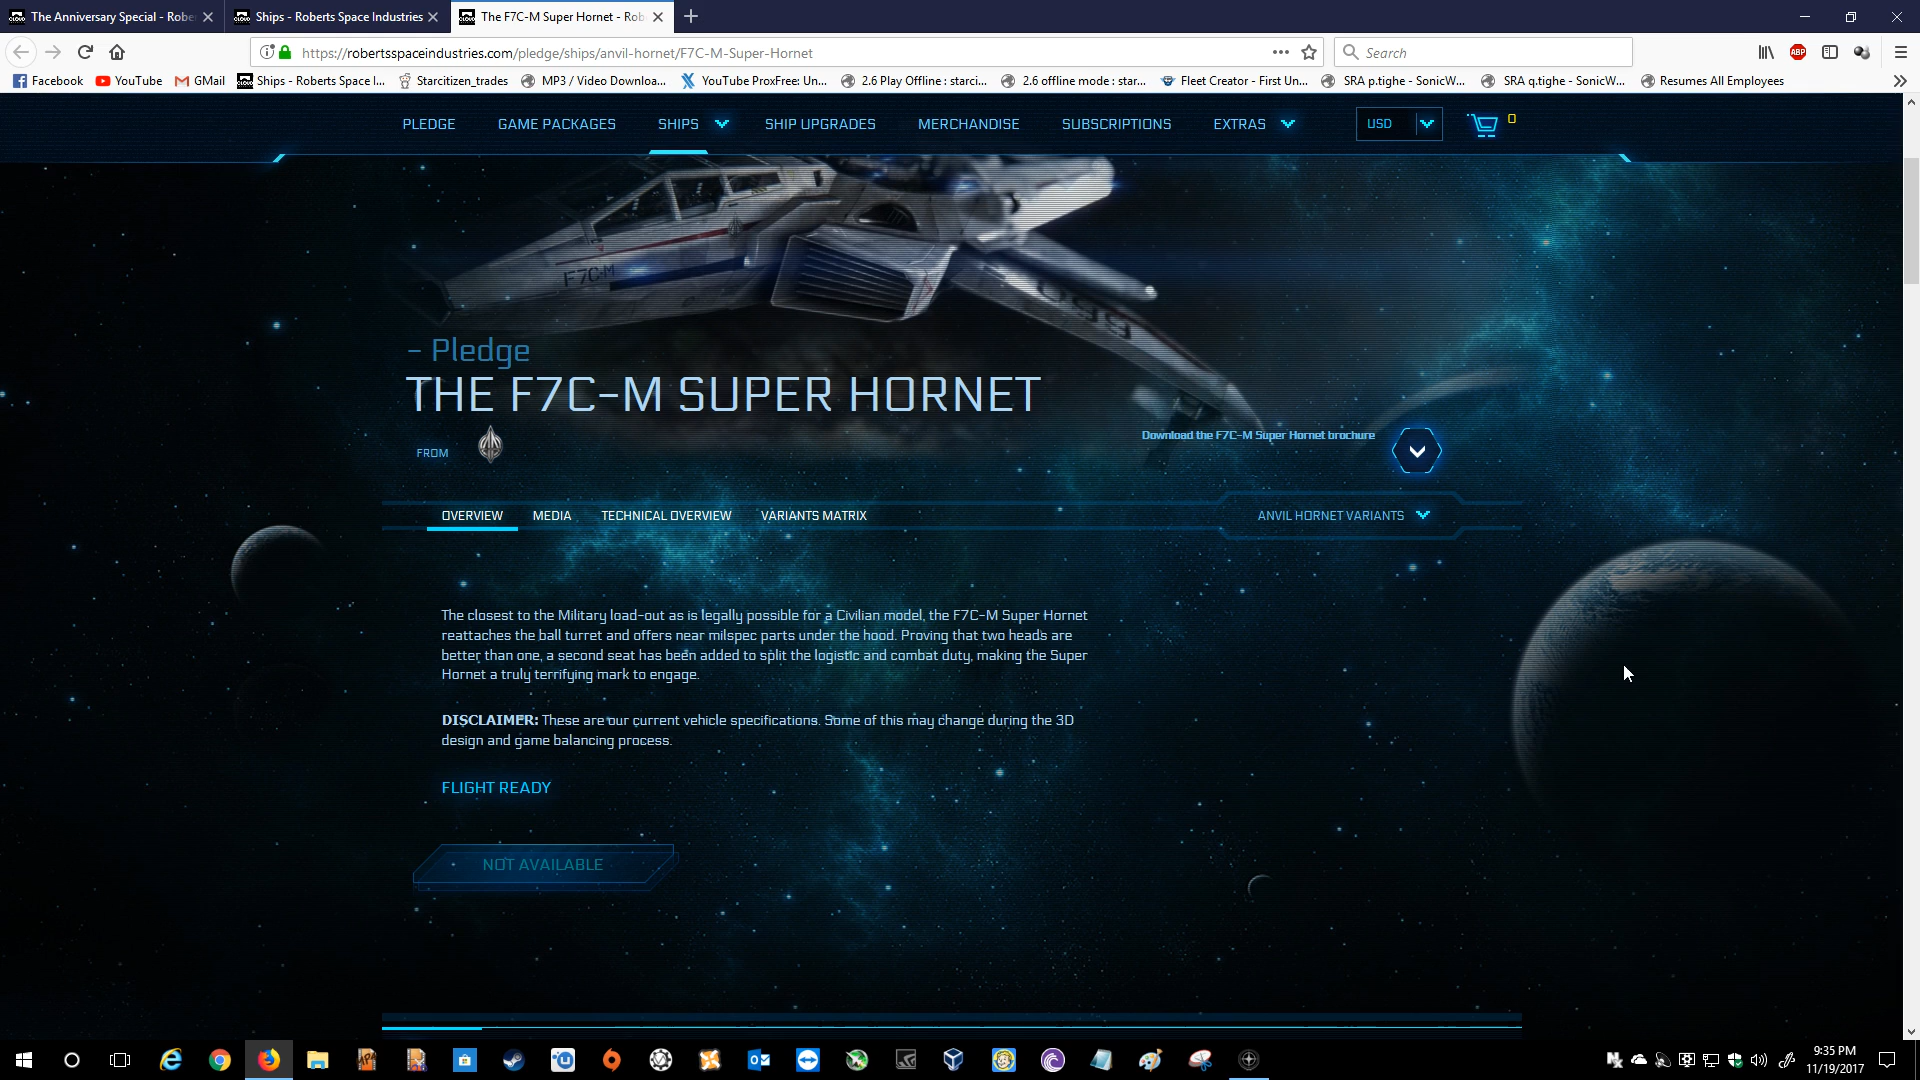 The Anniversary Special - Robe
Ships - Roberts Space Industries
The F7C-M Super Hornet - Rob
https://robertsspaceindustries.com/pledge/ships/anvil-hornet/F7C-M-Super-Hornet
Search
Facebook
YouTube
GMail
Ships - Roberts Space I...
Starcitizen_trades
MP3 / Video Downloa...
YouTube ProxFree: Un...
2.6 Play Offline : starci...
2.6 offline mode : star...
Fleet Creator - First Un...
SRA p.tighe - SonicW...
SRA q.tighe - SonicW...
Resumes All Employees
PLEDGE
GAME PACKAGES
SHIPS
SHIP UPGRADES
MERCHANDISE
SUBSCRIPTIONS
EXTRAS
USD
0
F7C-M
- Pledge
THE F7C-M SUPER HORNET
FROM
Download the F7C-M Super Hornet brochure
OVERVIEW
MEDIA
TECHNICAL OVERVIEW
VARIANTS MATRIX
ANVIL HORNET VARIANTS
The closest to the Military load-out as is legally possible for a Civilian model, the F7C-M Super Hornet
reattaches the ball turret and offers near milspec parts under the hood. Proving that two heads are
better than one, a second seat has been added to split the logistic and combat duty, making the Super
Hornet a truly terrifying mark to engage.
DISCLAIMER: These are our current vehicle specifications. Some of this may change during the 3D
design and game balancing process.
FLIGHT READY
NOT AVAILABLE
9:35 PM
11/19/2017